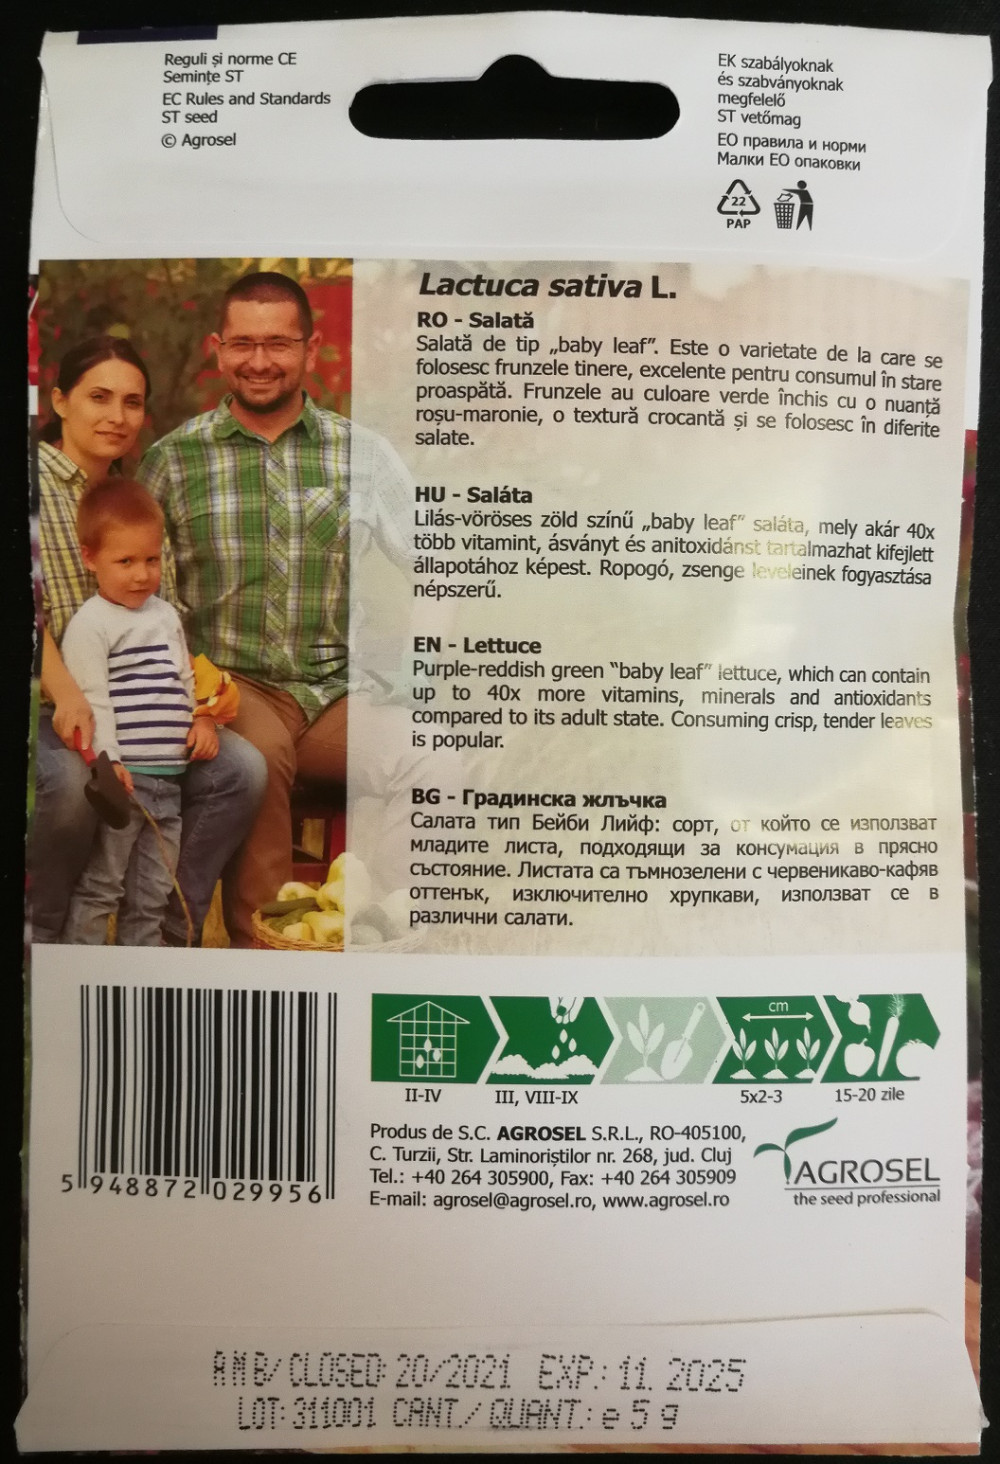 Reguli și norme CE
Semințe ST
EC Rules and Standards
ST seed
© Agrosel
EK szabályoknak
és szabványoknak
megfelelő
ST vetőmag
ЕО правила и норми
Малки ЕО опаковки
22
PAP
Lactuca sativa L.
RO - Salată
Salată de tip „baby leaf”. Este o varietate de la care se
folosesc frunzele tinere, excelente pentru consumul în stare
proaspătă. Frunzele au culoare verde închis cu o nuanță
roșu-maronie, o textură crocantă și se folosesc în diferite
salate.
HU - Saláta
Lilás-vöröses zöld színű „baby leaf” saláta, mely akár 40x
több vitamint, ásványt és anitoxidánst tartalmazhat kifejlett
állapotához képest. Ropogó, zsenge leveleinek fogyasztása
népszerű.
EN - Lettuce
Purple-reddish green “baby leaf” lettuce, which can contain
up to 40x more vitamins, minerals and antioxidants
compared to its adult state. Consuming crisp, tender leaves
is popular.
BG - Градинска жлъчка
Салата тип Бейби Лийф: сорт, от който се използват
младите листа, подходящи за консумация в прясно
състояние. Листата са тъмнозелени с червеникаво-кафяв
оттенък, изключително хрупкави, използват се в
различни салати.
cm
II-IV
III, VIII-IX
5x2-3
15-20 zile
Produs de S.C. AGROSEL S.R.L., RO-405100,
C. Turzii, Str. Laminoriștilor nr. 268, jud. Cluj
Tel.: +40 264 305900, Fax: +40 264 305909
E-mail: agrosel@agrosel.ro, www.agrosel.ro
AGROSEL
the seed professional
5 948872 029956
AMB/CLOSED: 20/2021 EXP.: 11. 2025
LOT: 311001 CANT./QUANT.: e 5 g